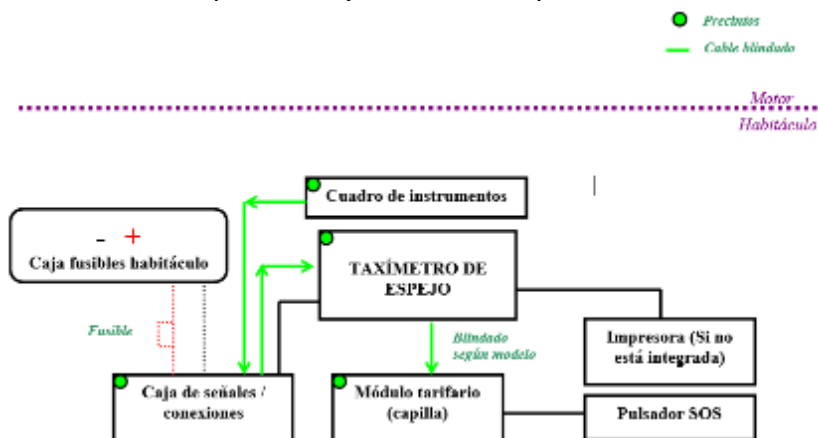 Precintos
Cable blindado
Motor
Habitáculo
Cuadro de instrumentos
- +
Caja fusibles habitáculo
TAXÍMETRO DE
ESPEJO
Fusible
Blindado
según modelo
Impresora (Si no
está integrada)
Caja de señales /
conexiones
Módulo tarifario
(capilla)
Pulsador SOS